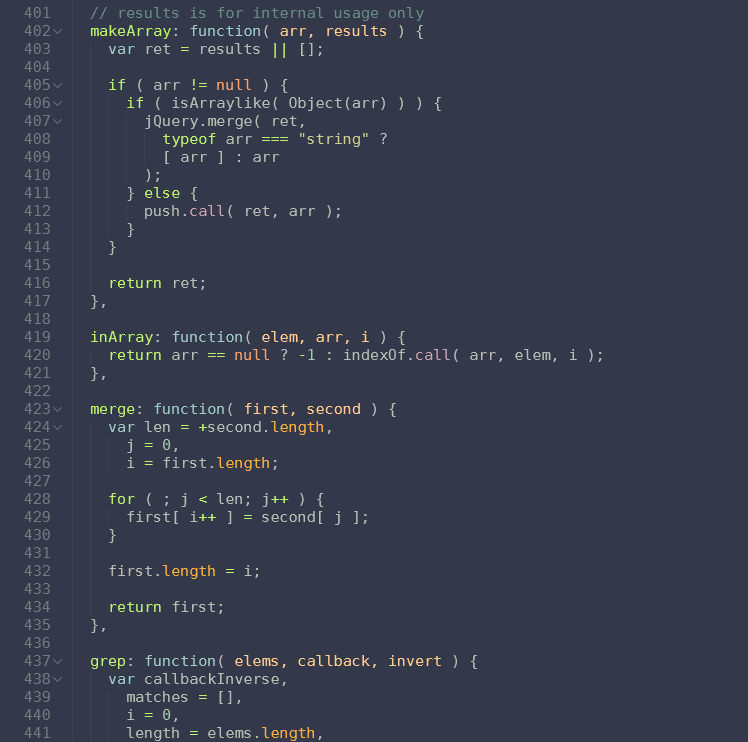 401 // results is for internal usage only
402 makeArray: function( arr, results ) {
403 var ret = results || [];
404
405 if ( arr != null ) {
406 if ( isArraylike( Object(arr) ) ) {
407 jQuery.merge( ret,
408 typeof arr === "string" ?
409 [ arr ] : arr
410 );
411 } else {
412 push.call( ret, arr );
413 }
414 }
415
416 return ret;
417 },
418
419 inArray: function( elem, arr, i ) {
420 return arr == null ? -1 : indexOf.call( arr, elem, i );
421 },
422
423 merge: function( first, second ) {
424 var len = +second.length,
425 j = 0,
426 i = first.length;
427
428 for ( ; j < len; j++ ) {
429 first[ i++ ] = second[ j ];
430 }
431
432 first.length = i;
433
434 return first;
435 },
436
437 grep: function( elems, callback, invert ) {
438 var callbackInverse,
439 matches = [],
440 i = 0,
441 length = elems.length,